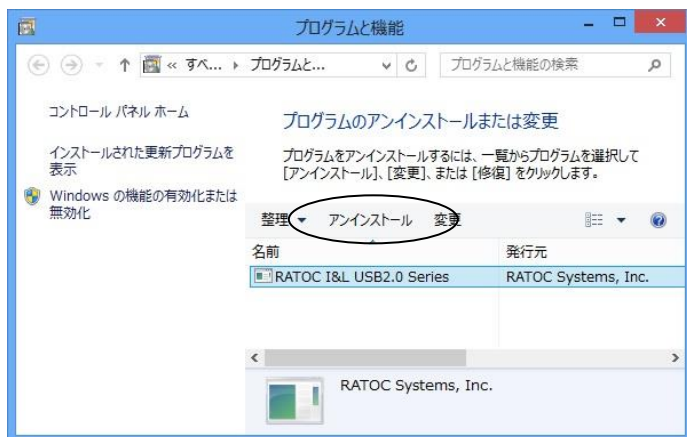 プログラムと機能
« すべ... プログラムと... プログラムと機能の検索
コントロール パネル ホーム
インストールされた更新プログラムを
表示
Windows の機能の有効化または
無効化
プログラムのアンインストールまたは変更
プログラムをアンインストールするには、一覧からプログラムを選択して
[アンインストール]、[変更]、または [修復] をクリックします。
整理 アンインストール 変更
名前 発行元
RATOC I&L USB2.0 Series RATOC Systems, Inc.
RATOC Systems, Inc.